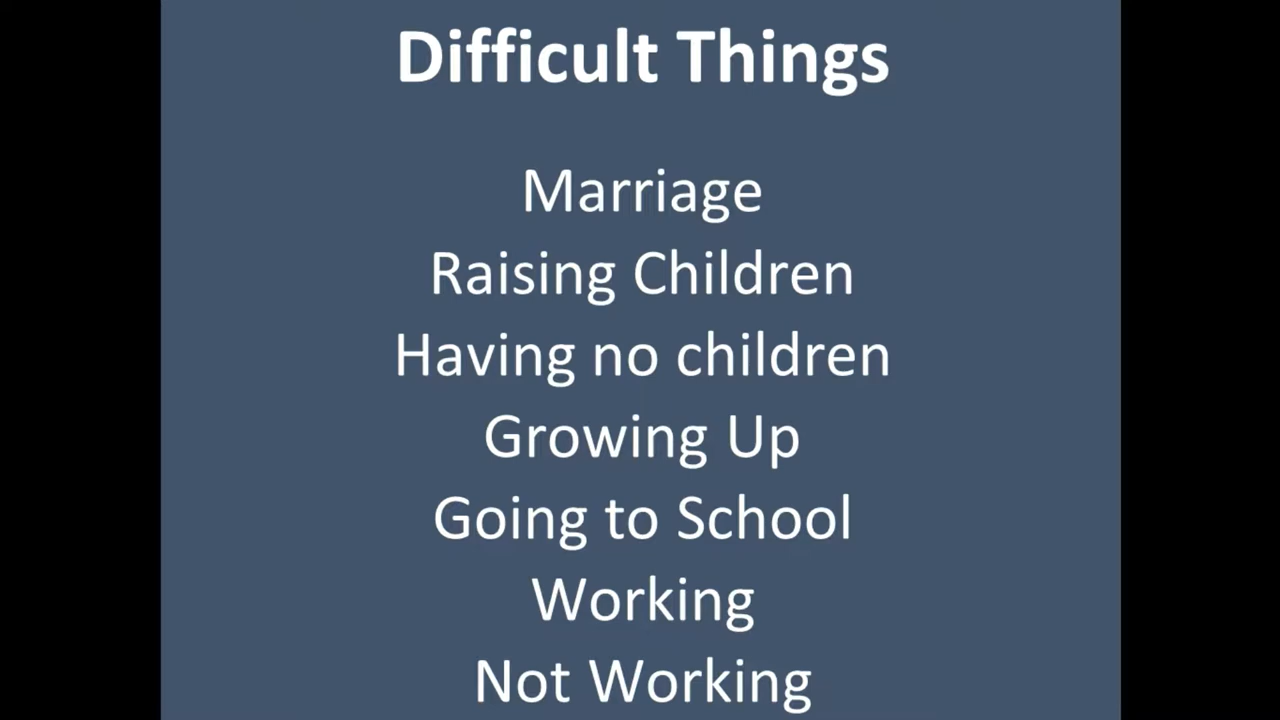 Difficult Things
Marriage
Raising Children
Having no children
Growing Up
Going to School
Working
Not Working